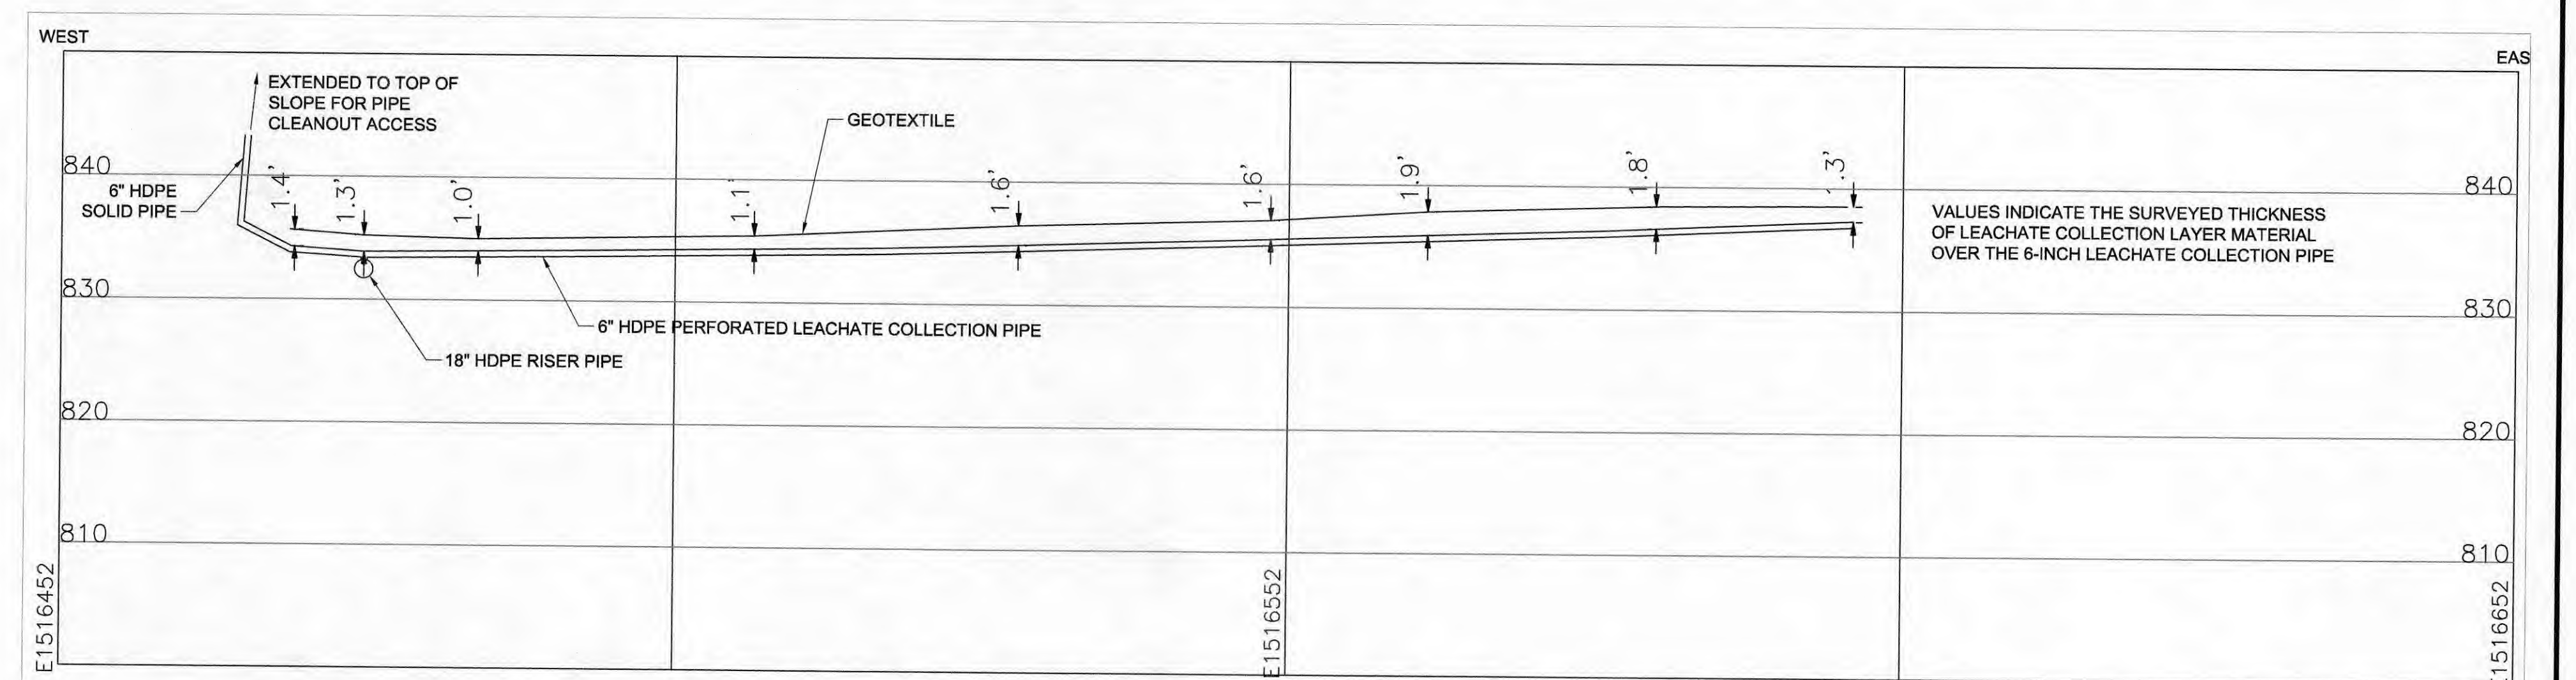 WEST
EAS
EXTENDED TO TOP OF
SLOPE FOR PIPE
CLEANOUT ACCESS
GEOTEXTILE
840
6" HDPE
SOLID PIPE
1.4'
1.3'
1.0'
1.1'
1.6'
1.6'
1.9'
1.8'
1.3'
840
VALUES INDICATE THE SURVEYED THICKNESS
OF LEACHATE COLLECTION LAYER MATERIAL
OVER THE 6-INCH LEACHATE COLLECTION PIPE
830
830
6" HDPE PERFORATED LEACHATE COLLECTION PIPE
18" HDPE RISER PIPE
820
820
810
810
E1516452
E1516552
E1516652